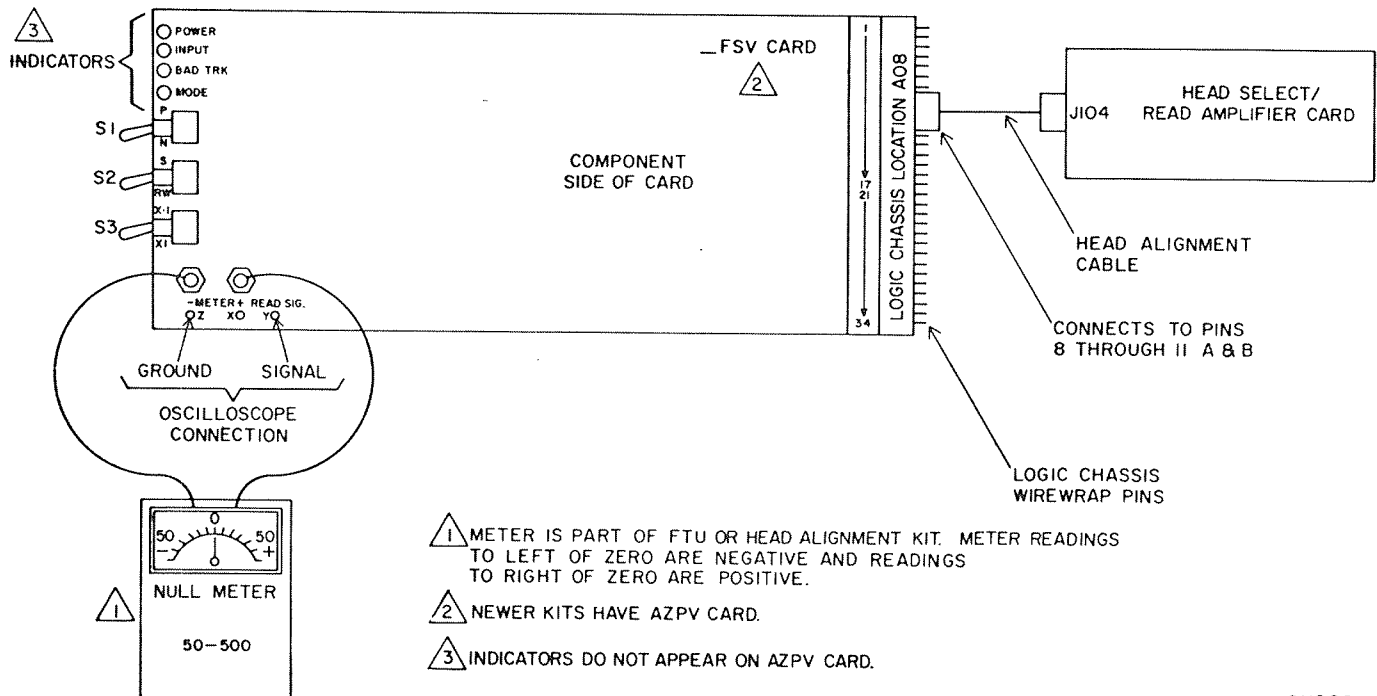 3
INDICATORS
POWER
INPUT
BAD TRK
MODE
S1
P
N
S2
S
RW
S3
X.1
X1
_FSV CARD
2
COMPONENT
SIDE OF CARD
1
17
21
34
LOGIC CHASSIS LOCATION A08
J104
HEAD SELECT/
READ AMPLIFIER CARD
HEAD ALIGNMENT
CABLE
CONNECTS TO PINS
8 THROUGH 11 A & B
LOGIC CHASSIS
WIREWRAP PINS
-METER+ READ SIG.
Z X Y
GROUND SIGNAL
OSCILLOSCOPE
CONNECTION
0
50 50
- +
NULL METER
50-500
1
1 METER IS PART OF FTU OR HEAD ALIGNMENT KIT. METER READINGS
TO LEFT OF ZERO ARE NEGATIVE AND READINGS
TO RIGHT OF ZERO ARE POSITIVE.
2 NEWER KITS HAVE AZPV CARD.
3 INDICATORS DO NOT APPEAR ON AZPV CARD.